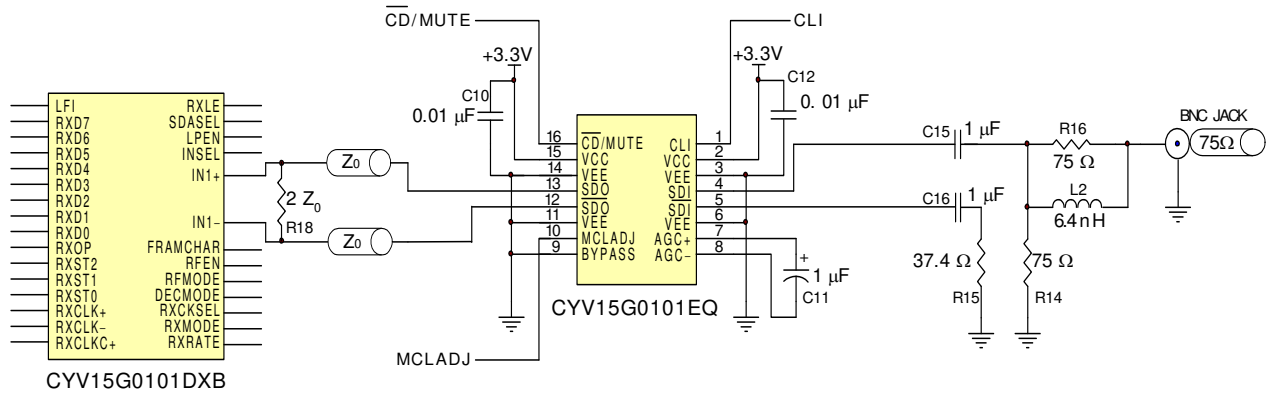 C̅D̅/MUTE
CLI
+3.3V
+3.3V
C10
0.01 µF
C12
0. 01 µF
LFI
RXD7
RXD6
RXD5
RXD4
RXD3
RXD2
RXD1
RXD0
RXOP
RXST2
RXST1
RXST0
RXCLK+
RXCLK-
RXCLKC+
RXLE
SDASEL
LPEN
INSEL
IN1+
IN1-
FRAMCHAR
RFEN
RFMODE
DECMODE
RXCKSEL
RXMODE
RXRATE
CYV15G0101DXB
Z0
2 Z0
R18
Z0
16 C̅D̅/MUTE
15 VCC
14 VEE
13 SDO
12 S̅D̅O̅
11 VEE
10 MCLADJ
9 BYPASS
CLI 1
VCC 2
VEE 3
SDI 4
S̅D̅I̅ 5
VEE 6
AGC+ 7
AGC- 8
CYV15G0101EQ
MCLADJ
+
1 µF
C11
C15
1 µF
C16
1 µF
37.4 Ω
R15
75 Ω
R14
R16
75 Ω
L2
6.4nH
BNC JACK
75Ω